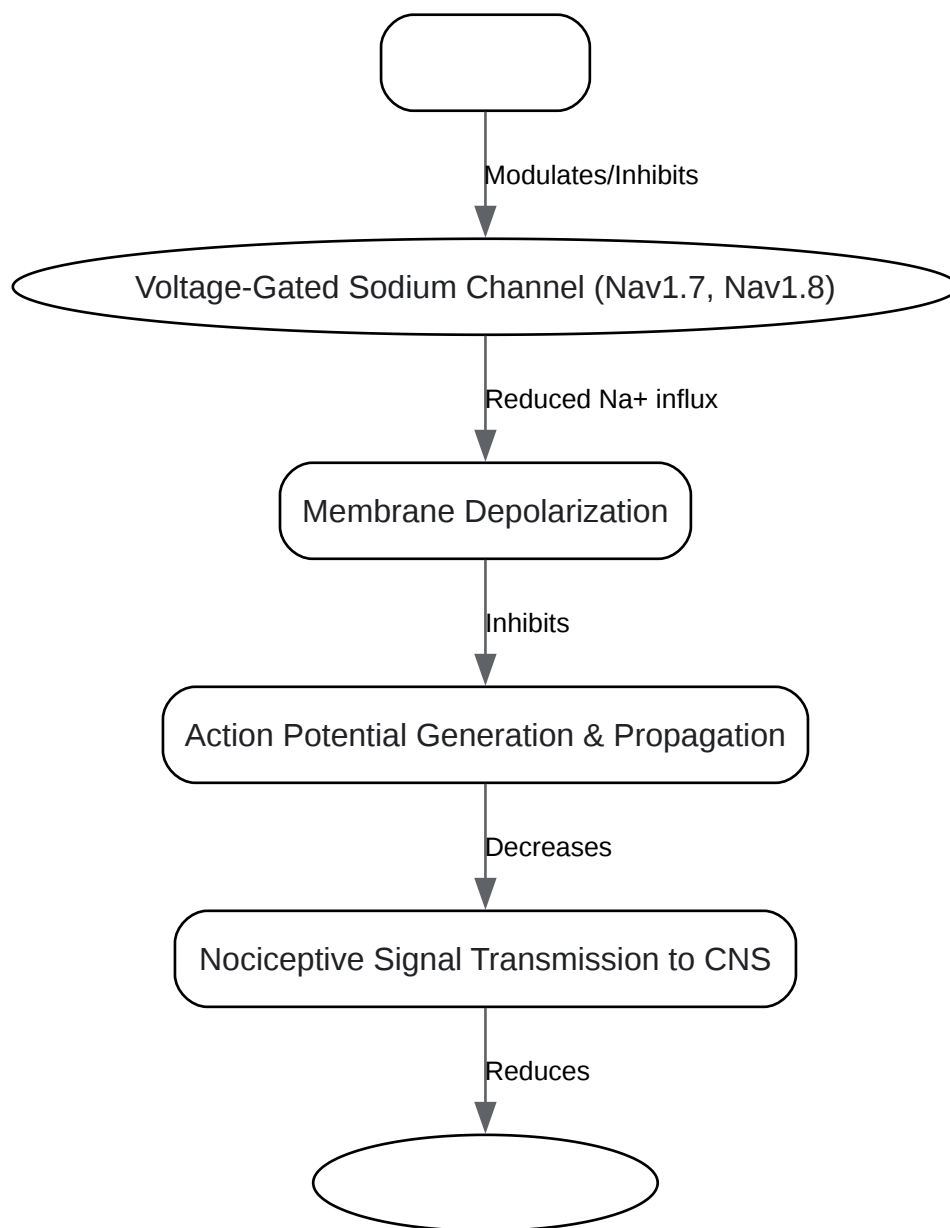 Modulates/Inhibits
Voltage-Gated Sodium Channel (Nav1.7, Nav1.8)
Reduced Na+ influx
Membrane Depolarization
Inhibits
Action Potential Generation & Propagation
Decreases
Nociceptive Signal Transmission to CNS
Reduces